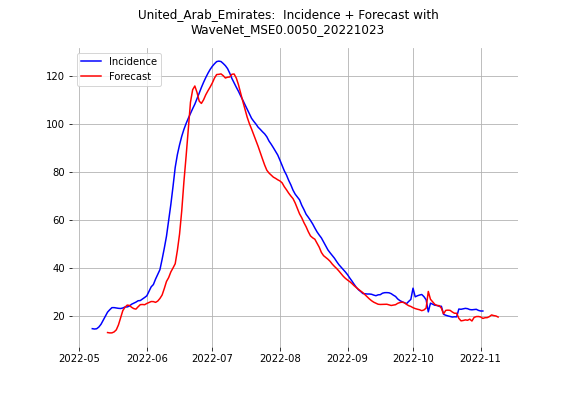 United_Arab_Emirates:  Incidence + Forecast with
WaveNet_MSE0.0050_20221023
Incidence
Forecast
120
100
80
60
40
20
2022-05 2022-06 2022-07 2022-08 2022-09 2022-10 2022-11